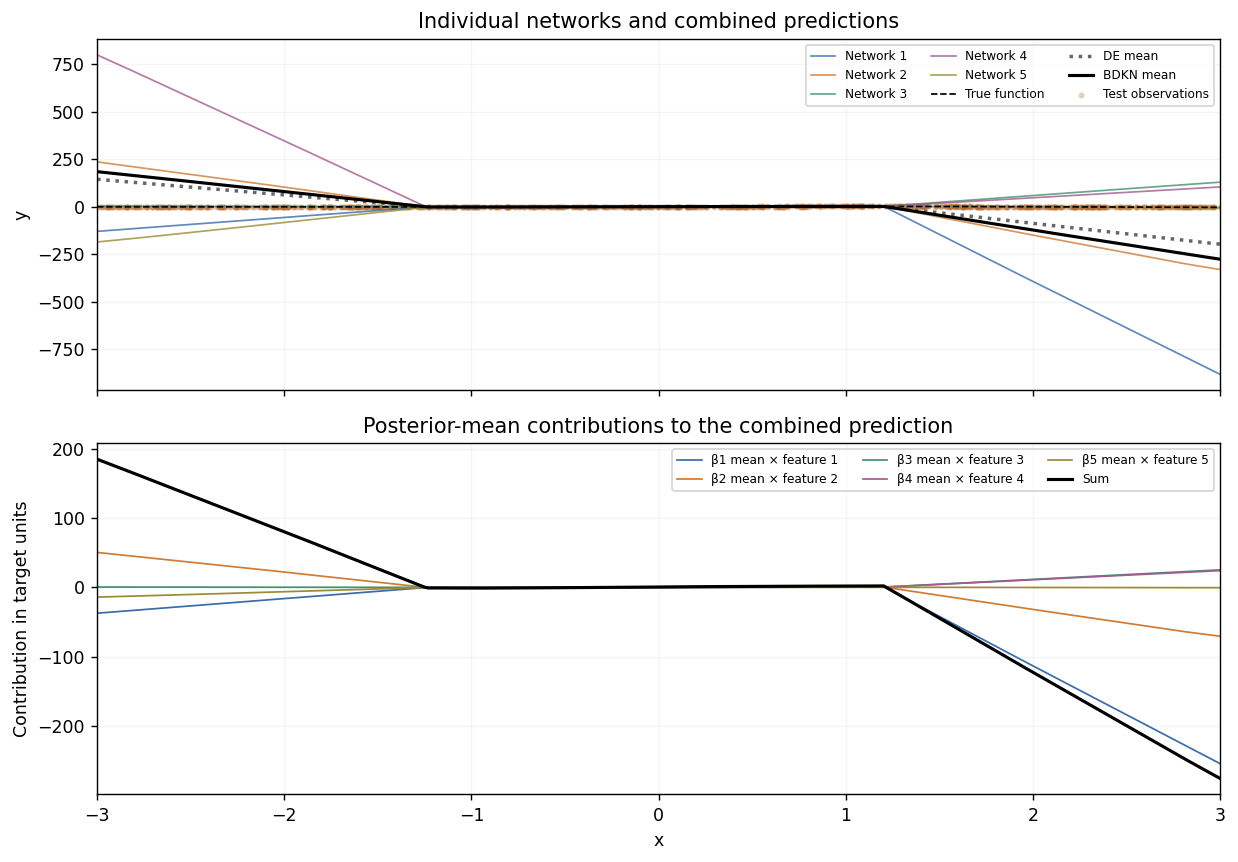 Individual networks and combined predictions
750
500
250
0
−250
−500
−750
y
Network 1
Network 2
Network 3
Network 4
Network 5
True function
DE mean
BDKN mean
Test observations
Posterior-mean contributions to the combined prediction
200
100
0
−100
−200
Contribution in target units
β1 mean × feature 1
β2 mean × feature 2
β3 mean × feature 3
β4 mean × feature 4
β5 mean × feature 5
Sum
−3
−2
−1
0
1
2
3
x